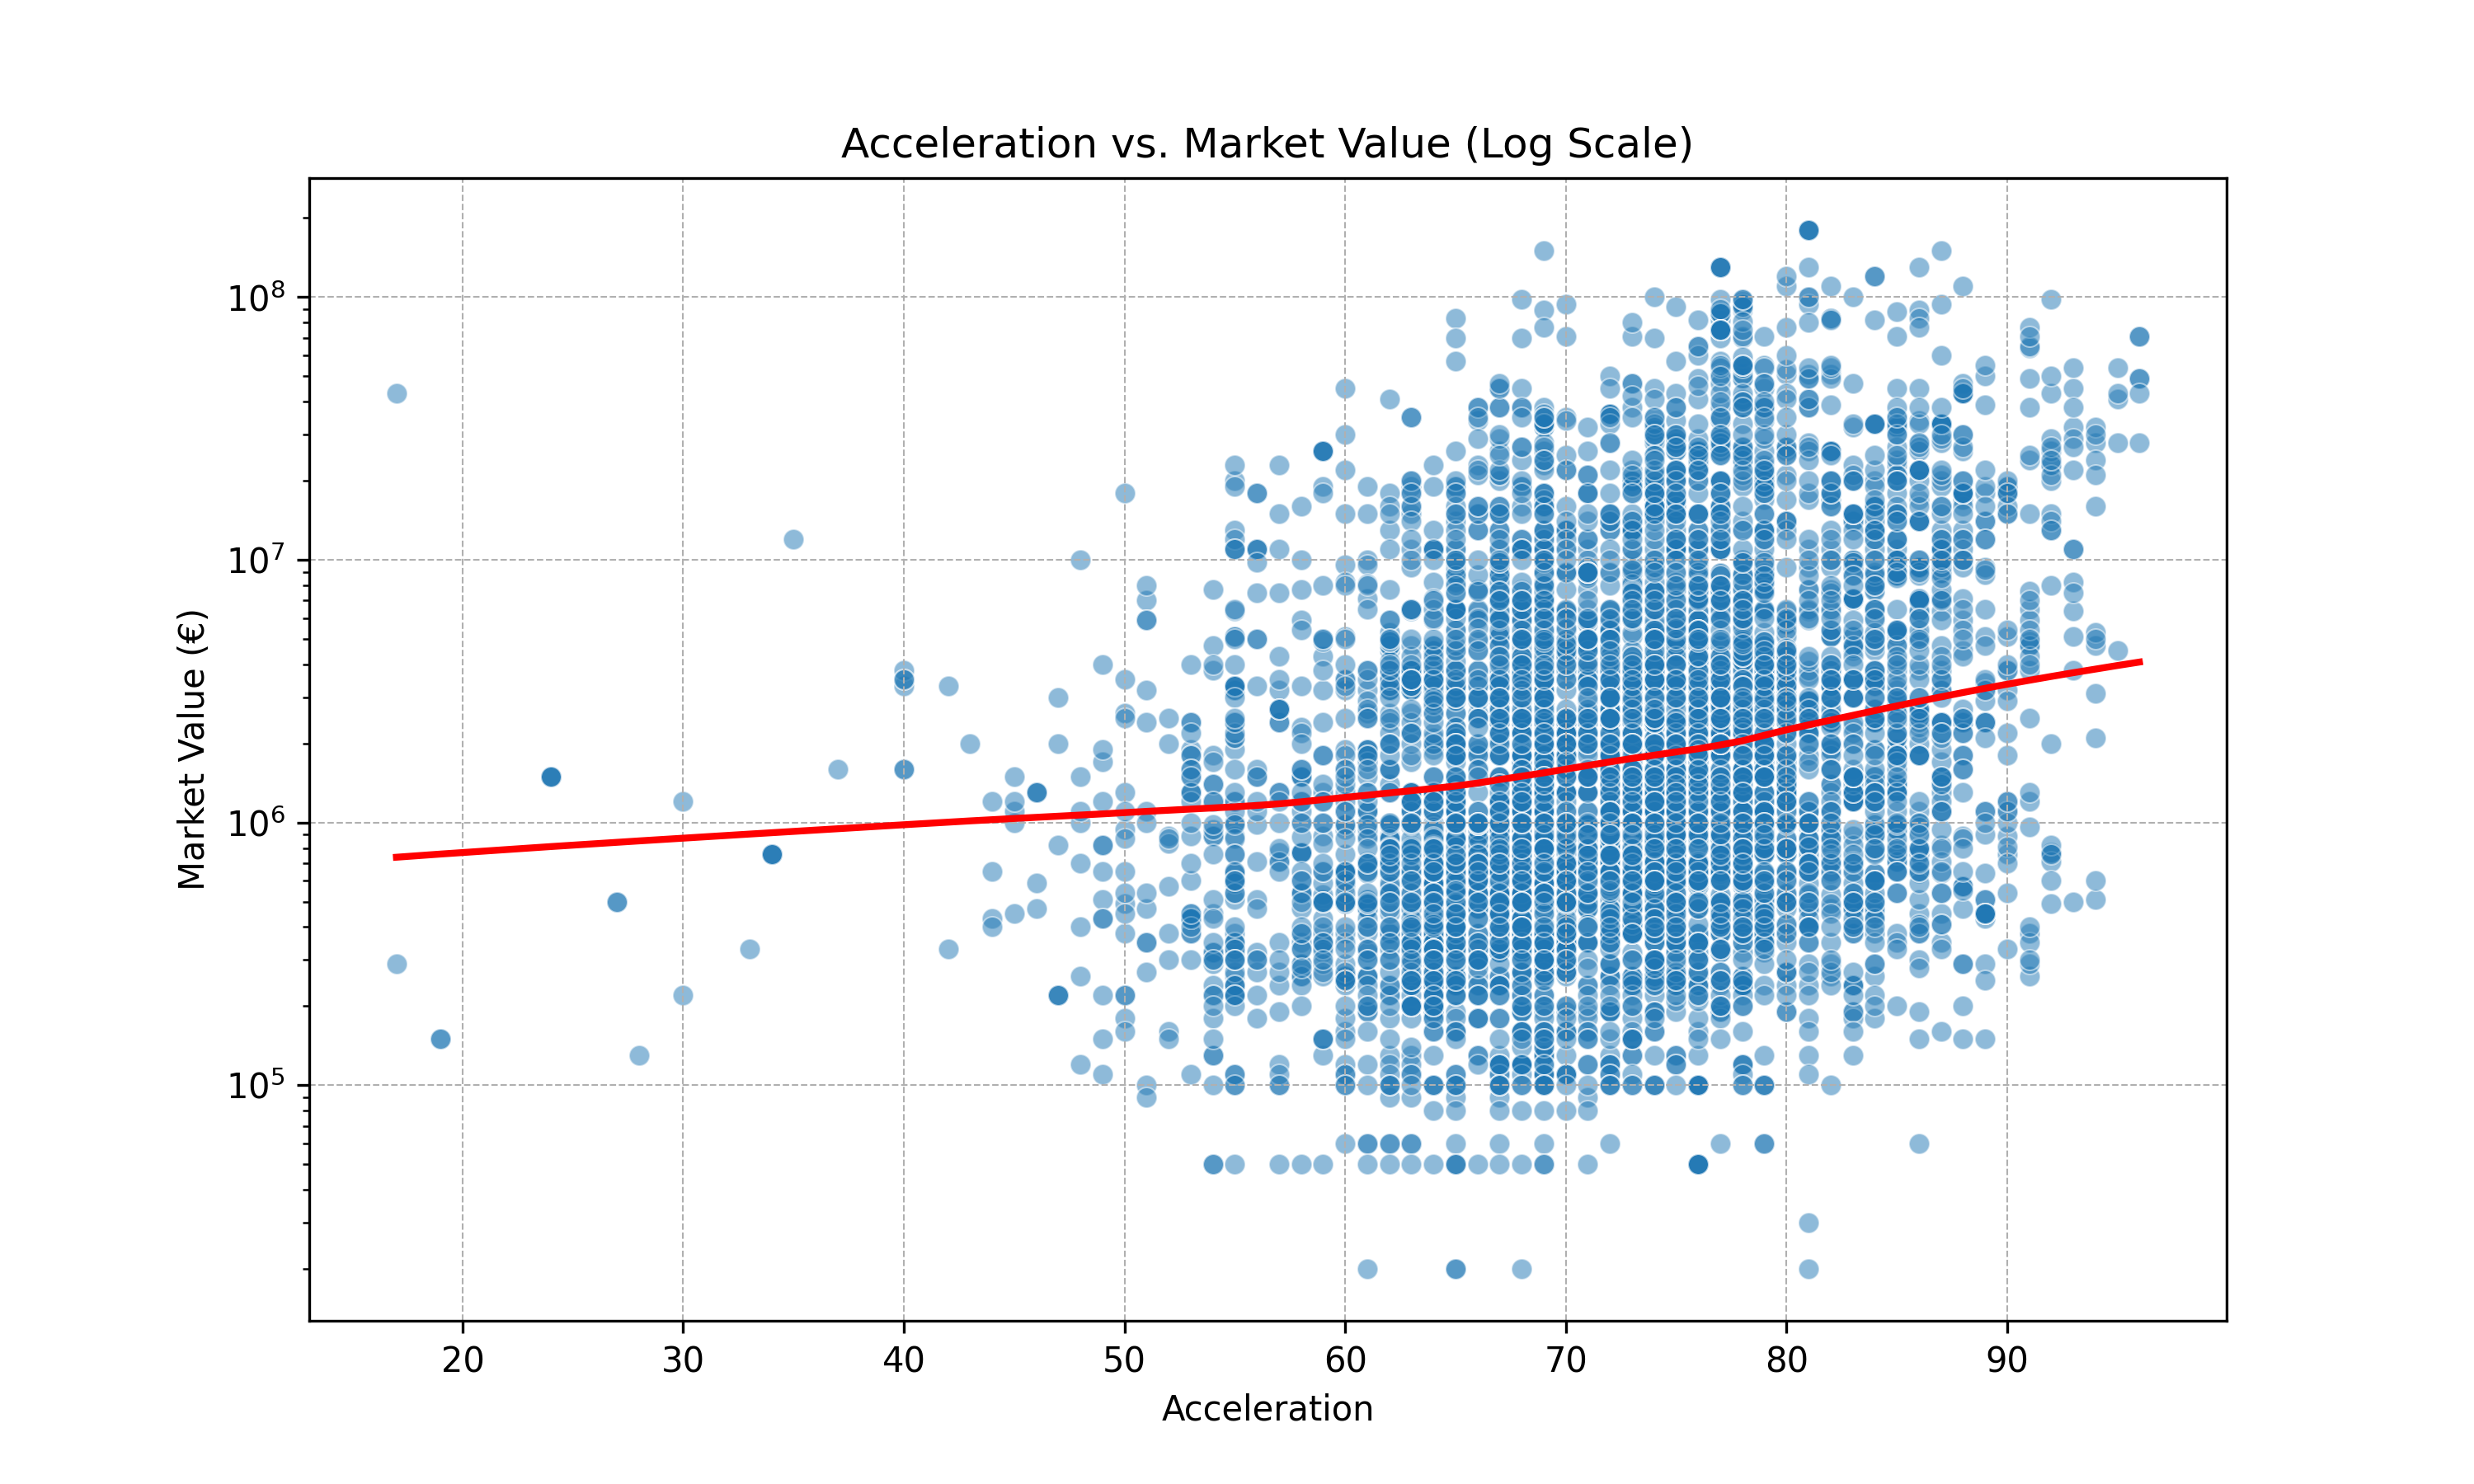 Acceleration vs. Market Value (Log Scale)
Market Value (€)
10⁸
10⁷
10⁶
10⁵
20 30 40 50 60 70 80 90
Acceleration